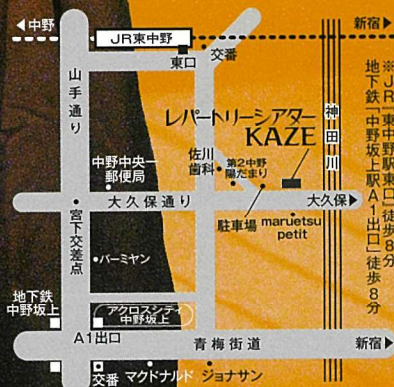 ◀中野
JR東中野
新宿▶
東口
交番
山手通り
レパートリーシアター
KAZE
神田川
※JR「東中野駅東口」徒歩8分
地下鉄「中野坂上駅A1出口」徒歩8分
中野中央一
郵便局
佐川
歯科
第2中野
陽だまり
大久保通り
大久保▶
駐車場
maruetsu
petit
宮下交差点
バーミヤン
地下鉄
中野坂上
アクロスシティ
中野坂上
A1出口
青梅街道
新宿▶
交番
マクドナルド
ジョナサン